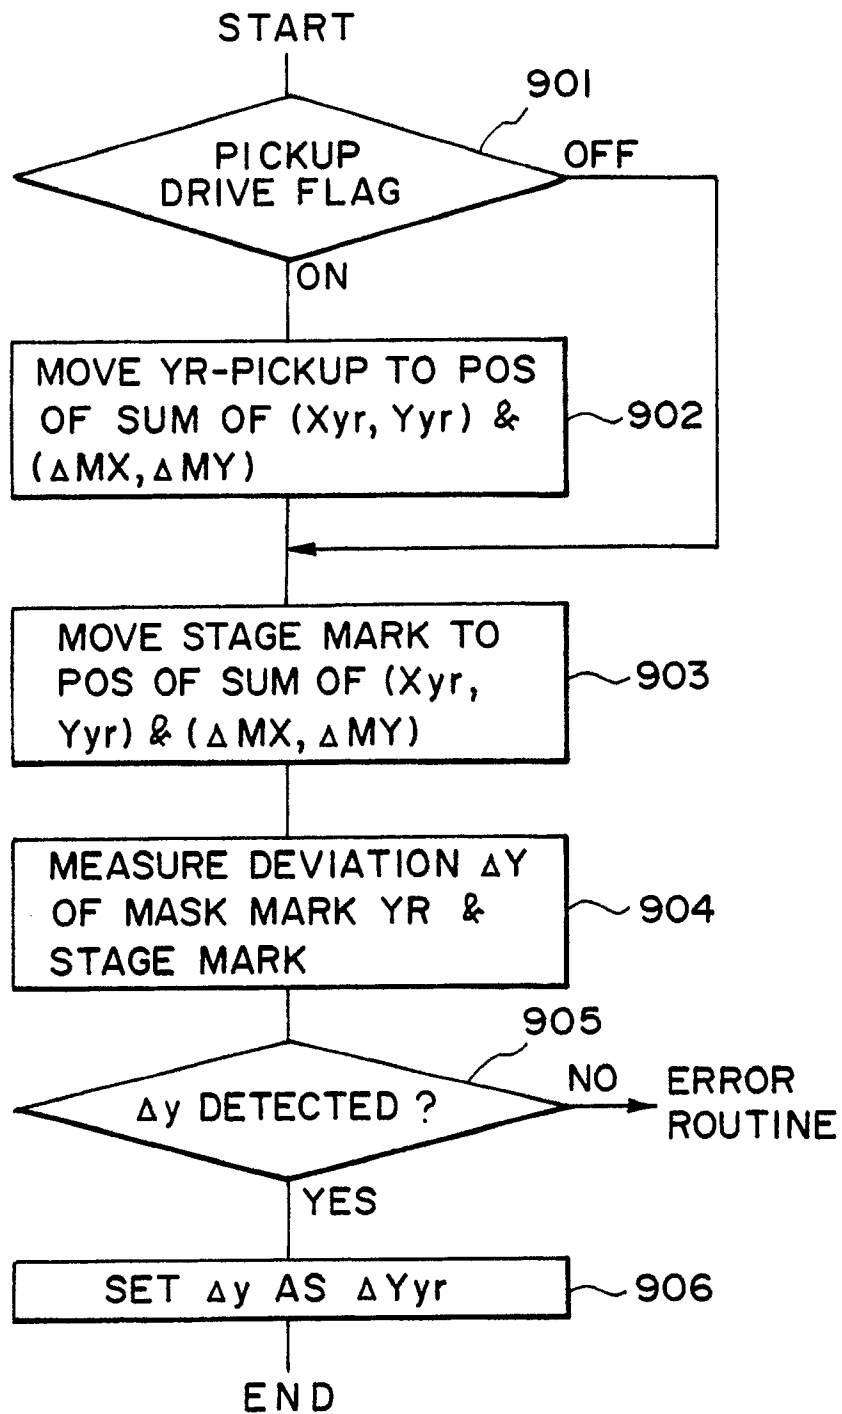 START
901
PICKUP
DRIVE FLAG
OFF
ON
MOVE YR-PICKUP TO POS
OF SUM OF (Xyr, Yyr) &
(ΔMX, ΔMY)
902
MOVE STAGE MARK TO
POS OF SUM OF (Xyr,
Yyr) & (ΔMX, ΔMY)
903
MEASURE DEVIATION ΔY
OF MASK MARK YR &
STAGE MARK
904
905
Δy DETECTED ?
NO
ERROR
ROUTINE
YES
SET Δy AS ΔYyr
906
END